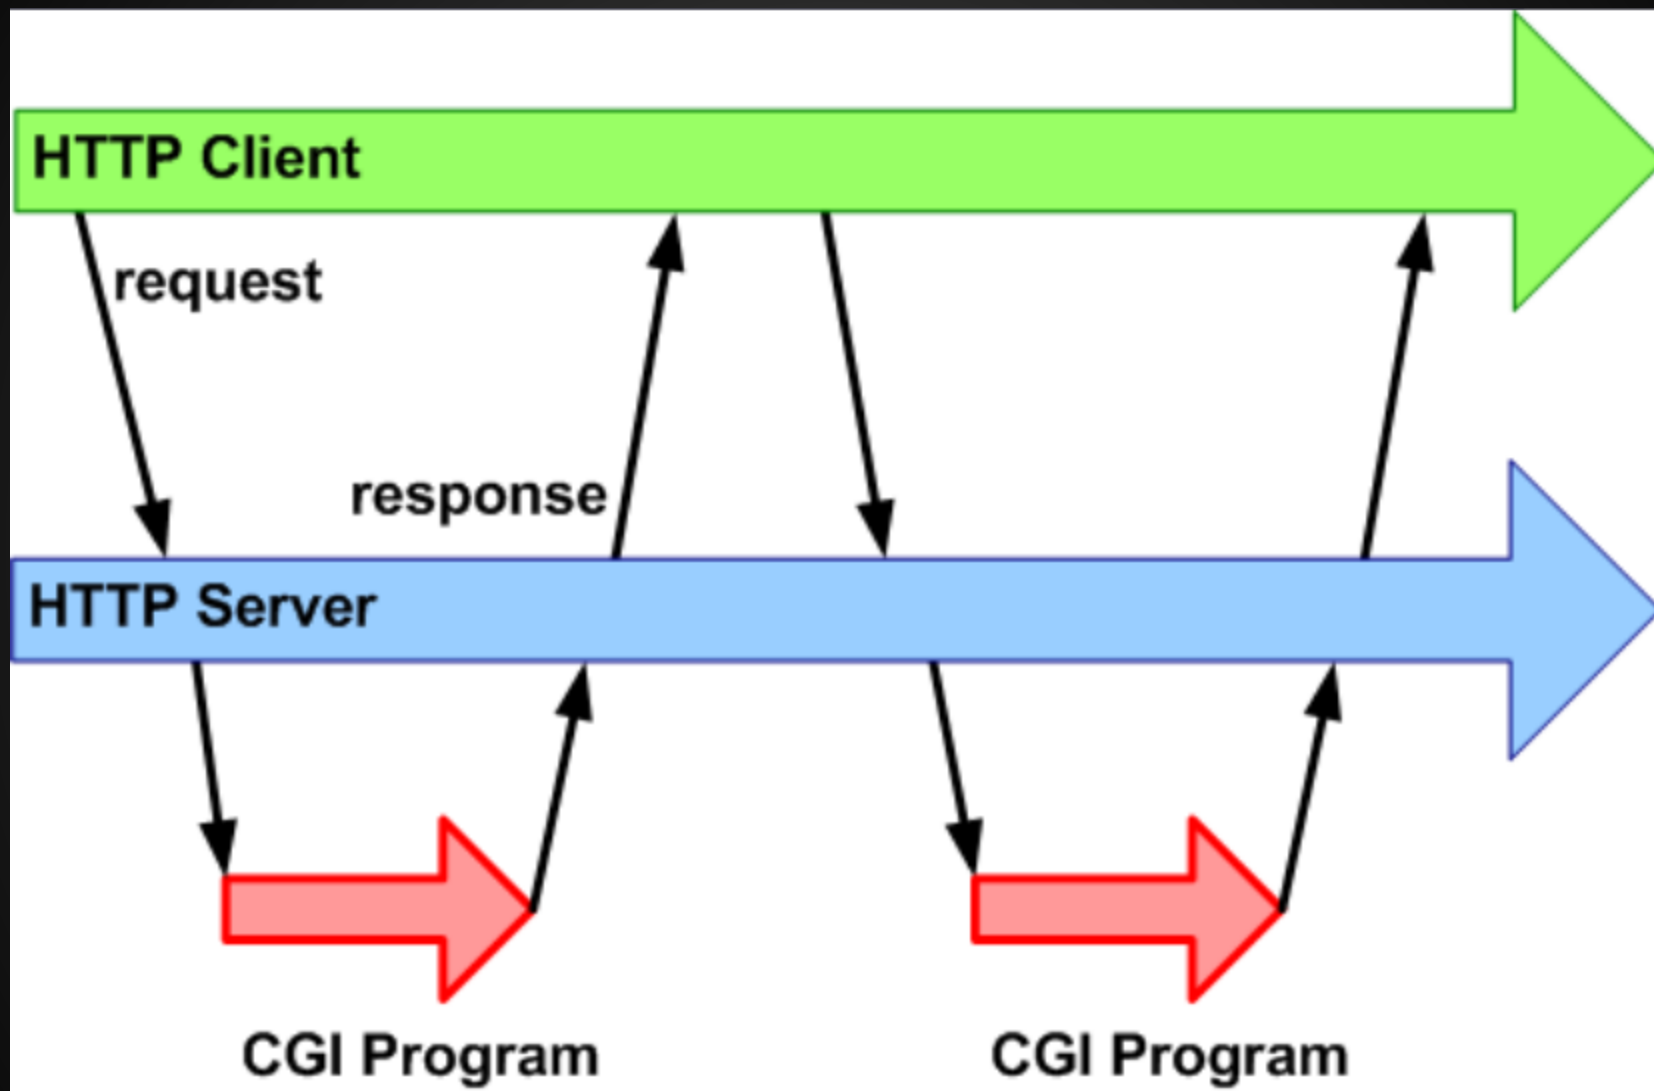 HTTP Client
request
response
HTTP Server
CGI Program
CGI Program